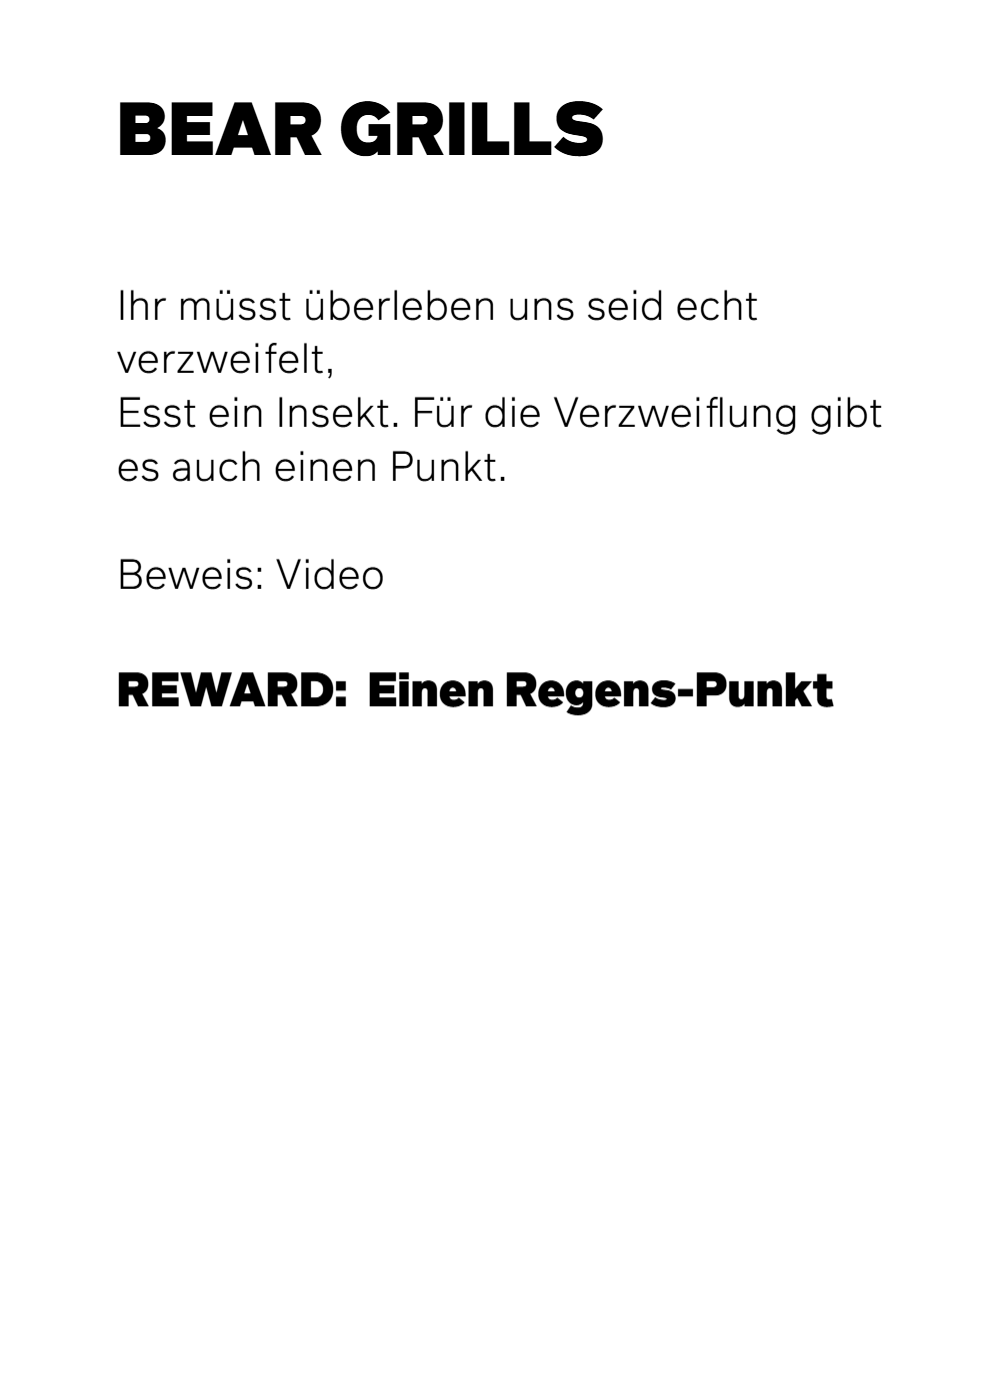 BEAR GRILLS
Ihr müsst überleben uns seid echt
verzweifelt,
Esst ein Insekt. Für die Verzweiflung gibt
es auch einen Punkt.
Beweis: Video
REWARD: Einen Regens-Punkt